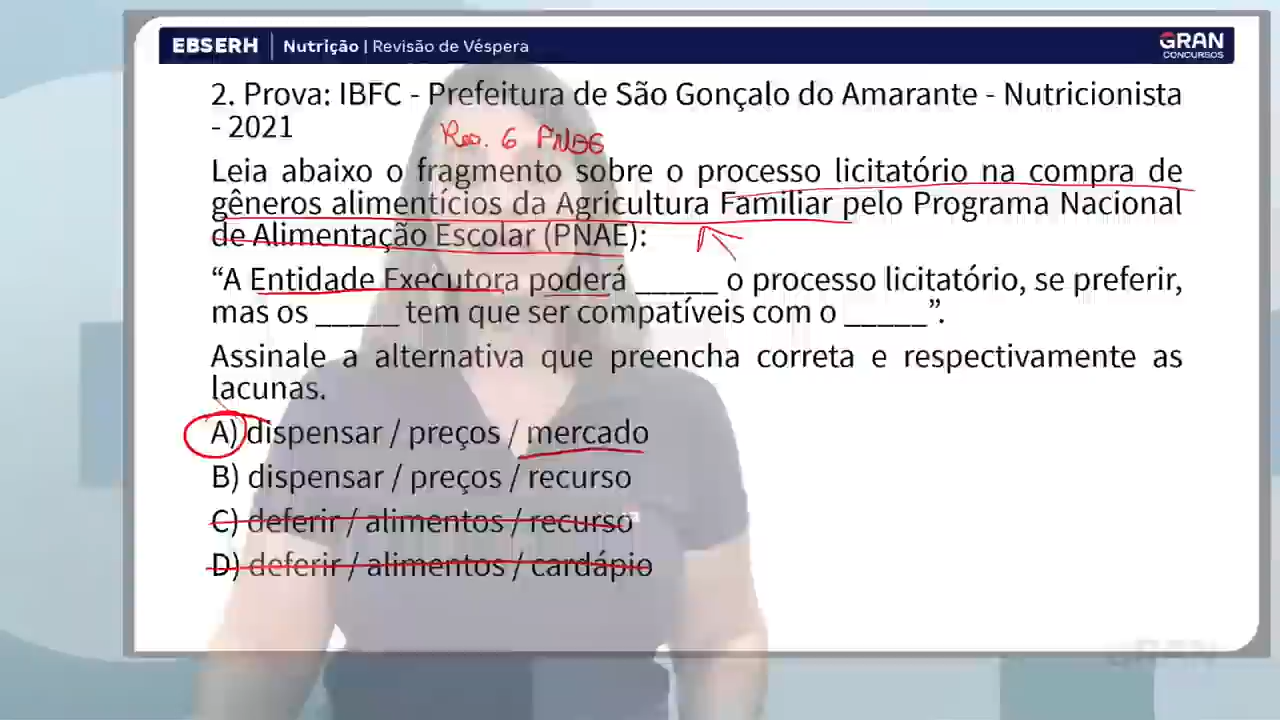 EBSERH | Nutrição | Revisão de Véspera
GRAN
CONCURSOS
2. Prova: IBFC - Prefeitura de São Gonçalo do Amarante - Nutricionista
- 2021
Res. 6 PNAE
Leia abaixo o fragmento sobre o processo licitatório na compra de
gêneros alimentícios da Agricultura Familiar pelo Programa Nacional
de Alimentação Escolar (PNAE):
“A Entidade Executora poderá _____ o processo licitatório, se preferir,
mas os _____ tem que ser compatíveis com o _____”.
Assinale a alternativa que preencha correta e respectivamente as
lacunas.
A) dispensar / preços / mercado
B) dispensar / preços / recurso
C) deferir / alimentos / recurso
D) deferir / alimentos / cardápio
GRAN